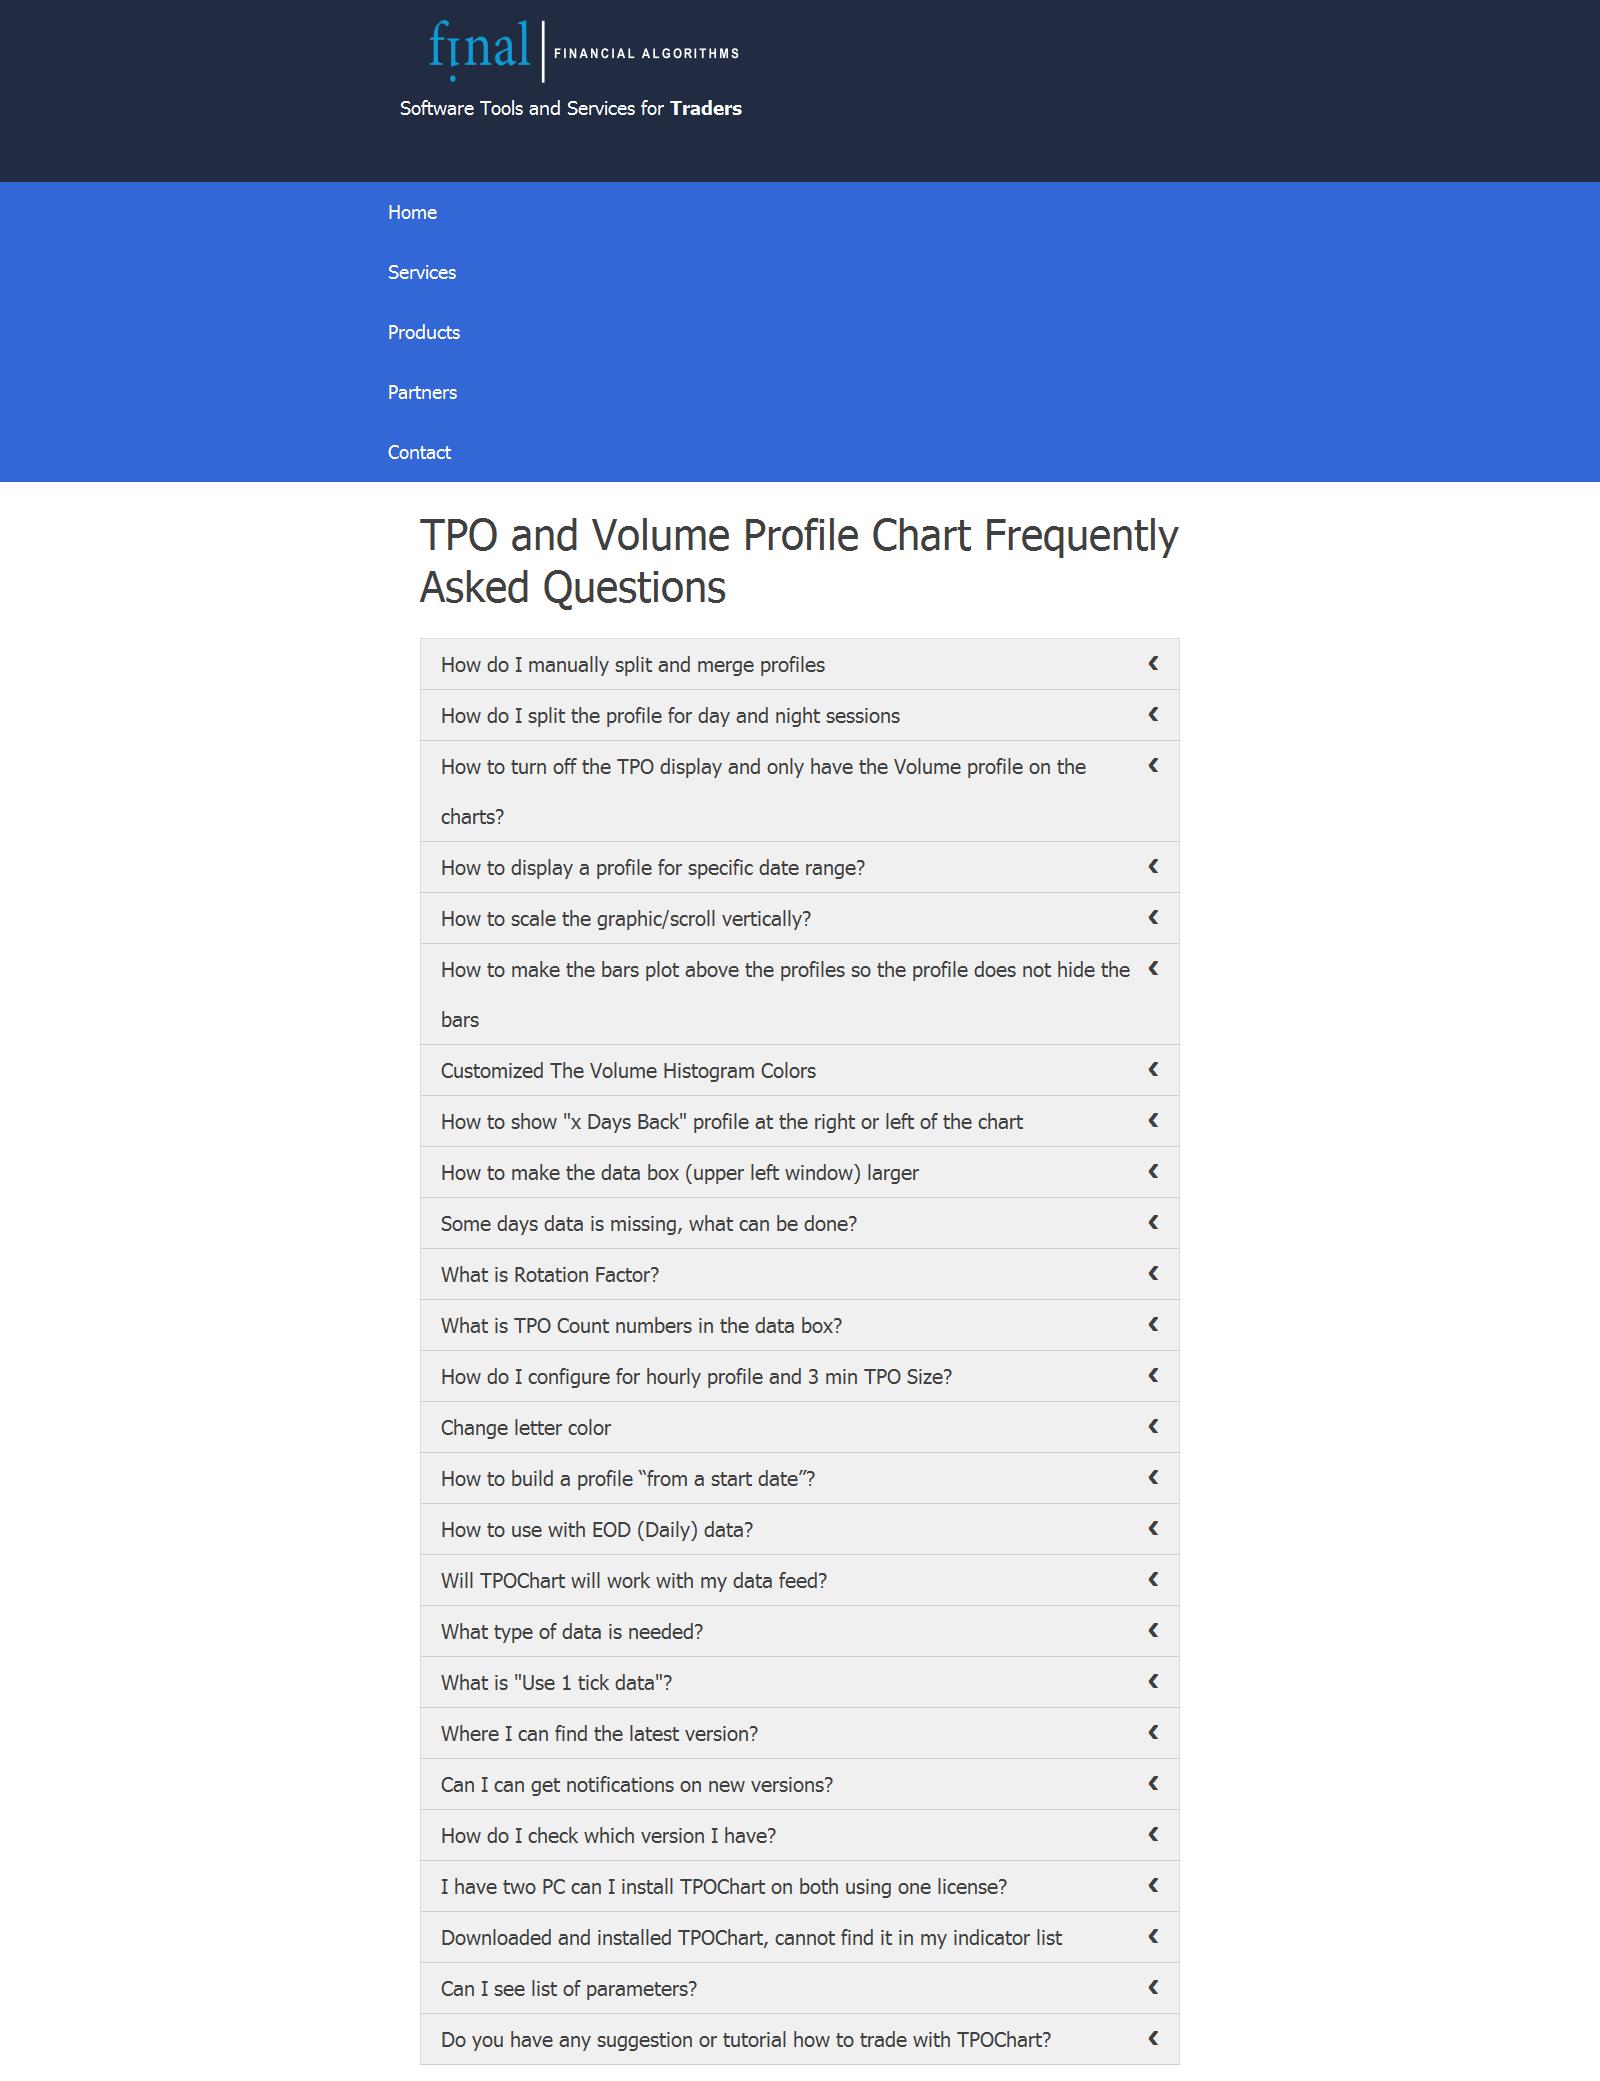 final
FINANCIAL ALGORITHMS
Software Tools and Services for Traders
Home
Services
Products
Partners
Contact
TPO and Volume Profile Chart Frequently
Asked Questions
How do I manually split and merge profiles
How do I split the profile for day and night sessions
How to turn off the TPO display and only have the Volume profile on the
charts?
How to display a profile for specific date range?
How to scale the graphic/scroll vertically?
How to make the bars plot above the profiles so the profile does not hide the
bars
Customized The Volume Histogram Colors
How to show "x Days Back" profile at the right or left of the chart
How to make the data box (upper left window) larger
Some days data is missing, what can be done?
What is Rotation Factor?
What is TPO Count numbers in the data box?
How do I configure for hourly profile and 3 min TPO Size?
Change letter color
How to build a profile “from a start date”?
How to use with EOD (Daily) data?
Will TPOChart will work with my data feed?
What type of data is needed?
What is "Use 1 tick data"?
Where I can find the latest version?
Can I can get notifications on new versions?
How do I check which version I have?
I have two PC can I install TPOChart on both using one license?
Downloaded and installed TPOChart, cannot find it in my indicator list
Can I see list of parameters?
Do you have any suggestion or tutorial how to trade with TPOChart?